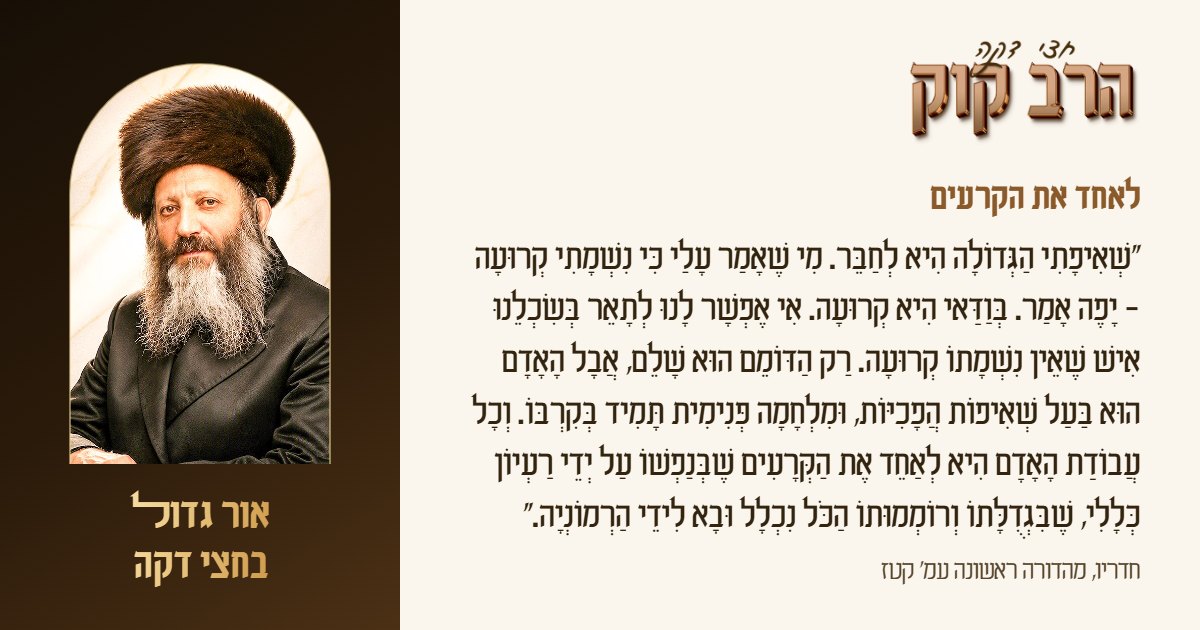 חצי דקה
הרב קוק
לאחד את הקרעים
"שְׁאִיפָתִי הַגְּדוֹלָה הִיא לְחַבֵּר. מִי שֶׁאָמַר עָלַי כִּי נִשְׁמָתִי קְרוּעָה
- יָפֶה אָמַר. בְּוַדַּאי הִיא קְרוּעָה. אִי אֶפְשָׁר לָנוּ לְתָאֵר בְּשִׂכְלֵנוּ
אִישׁ שֶׁאֵין נִשְׁמָתוֹ קְרוּעָה. רַק הַדּוֹמֵם הוּא שָׁלֵם, אֲבָל הָאָדָם
הוּא בַּעַל שְׁאִיפוֹת הֲפָכִיּוֹת, וּמִלְחָמָה פְּנִימִית תָּמִיד בְּקִרְבּוֹ. וְכָל
עֲבוֹדַת הָאָדָם הִיא לְאַחֵד אֶת הַקְּרָעִים שֶׁבְּנַפְשׁוֹ עַל יְדֵי רַעְיוֹן
כְּלָלִי, שֶׁבִּגְדֻלָּתוֹ וְרוֹמְמוּתוֹ הַכֹּל נִכְלָל וּבָא לִידֵי הַרְמוֹנְיָה."
חדריו, מהדורה ראשונה עמ' קטז
אור גדול
בחצי דקה